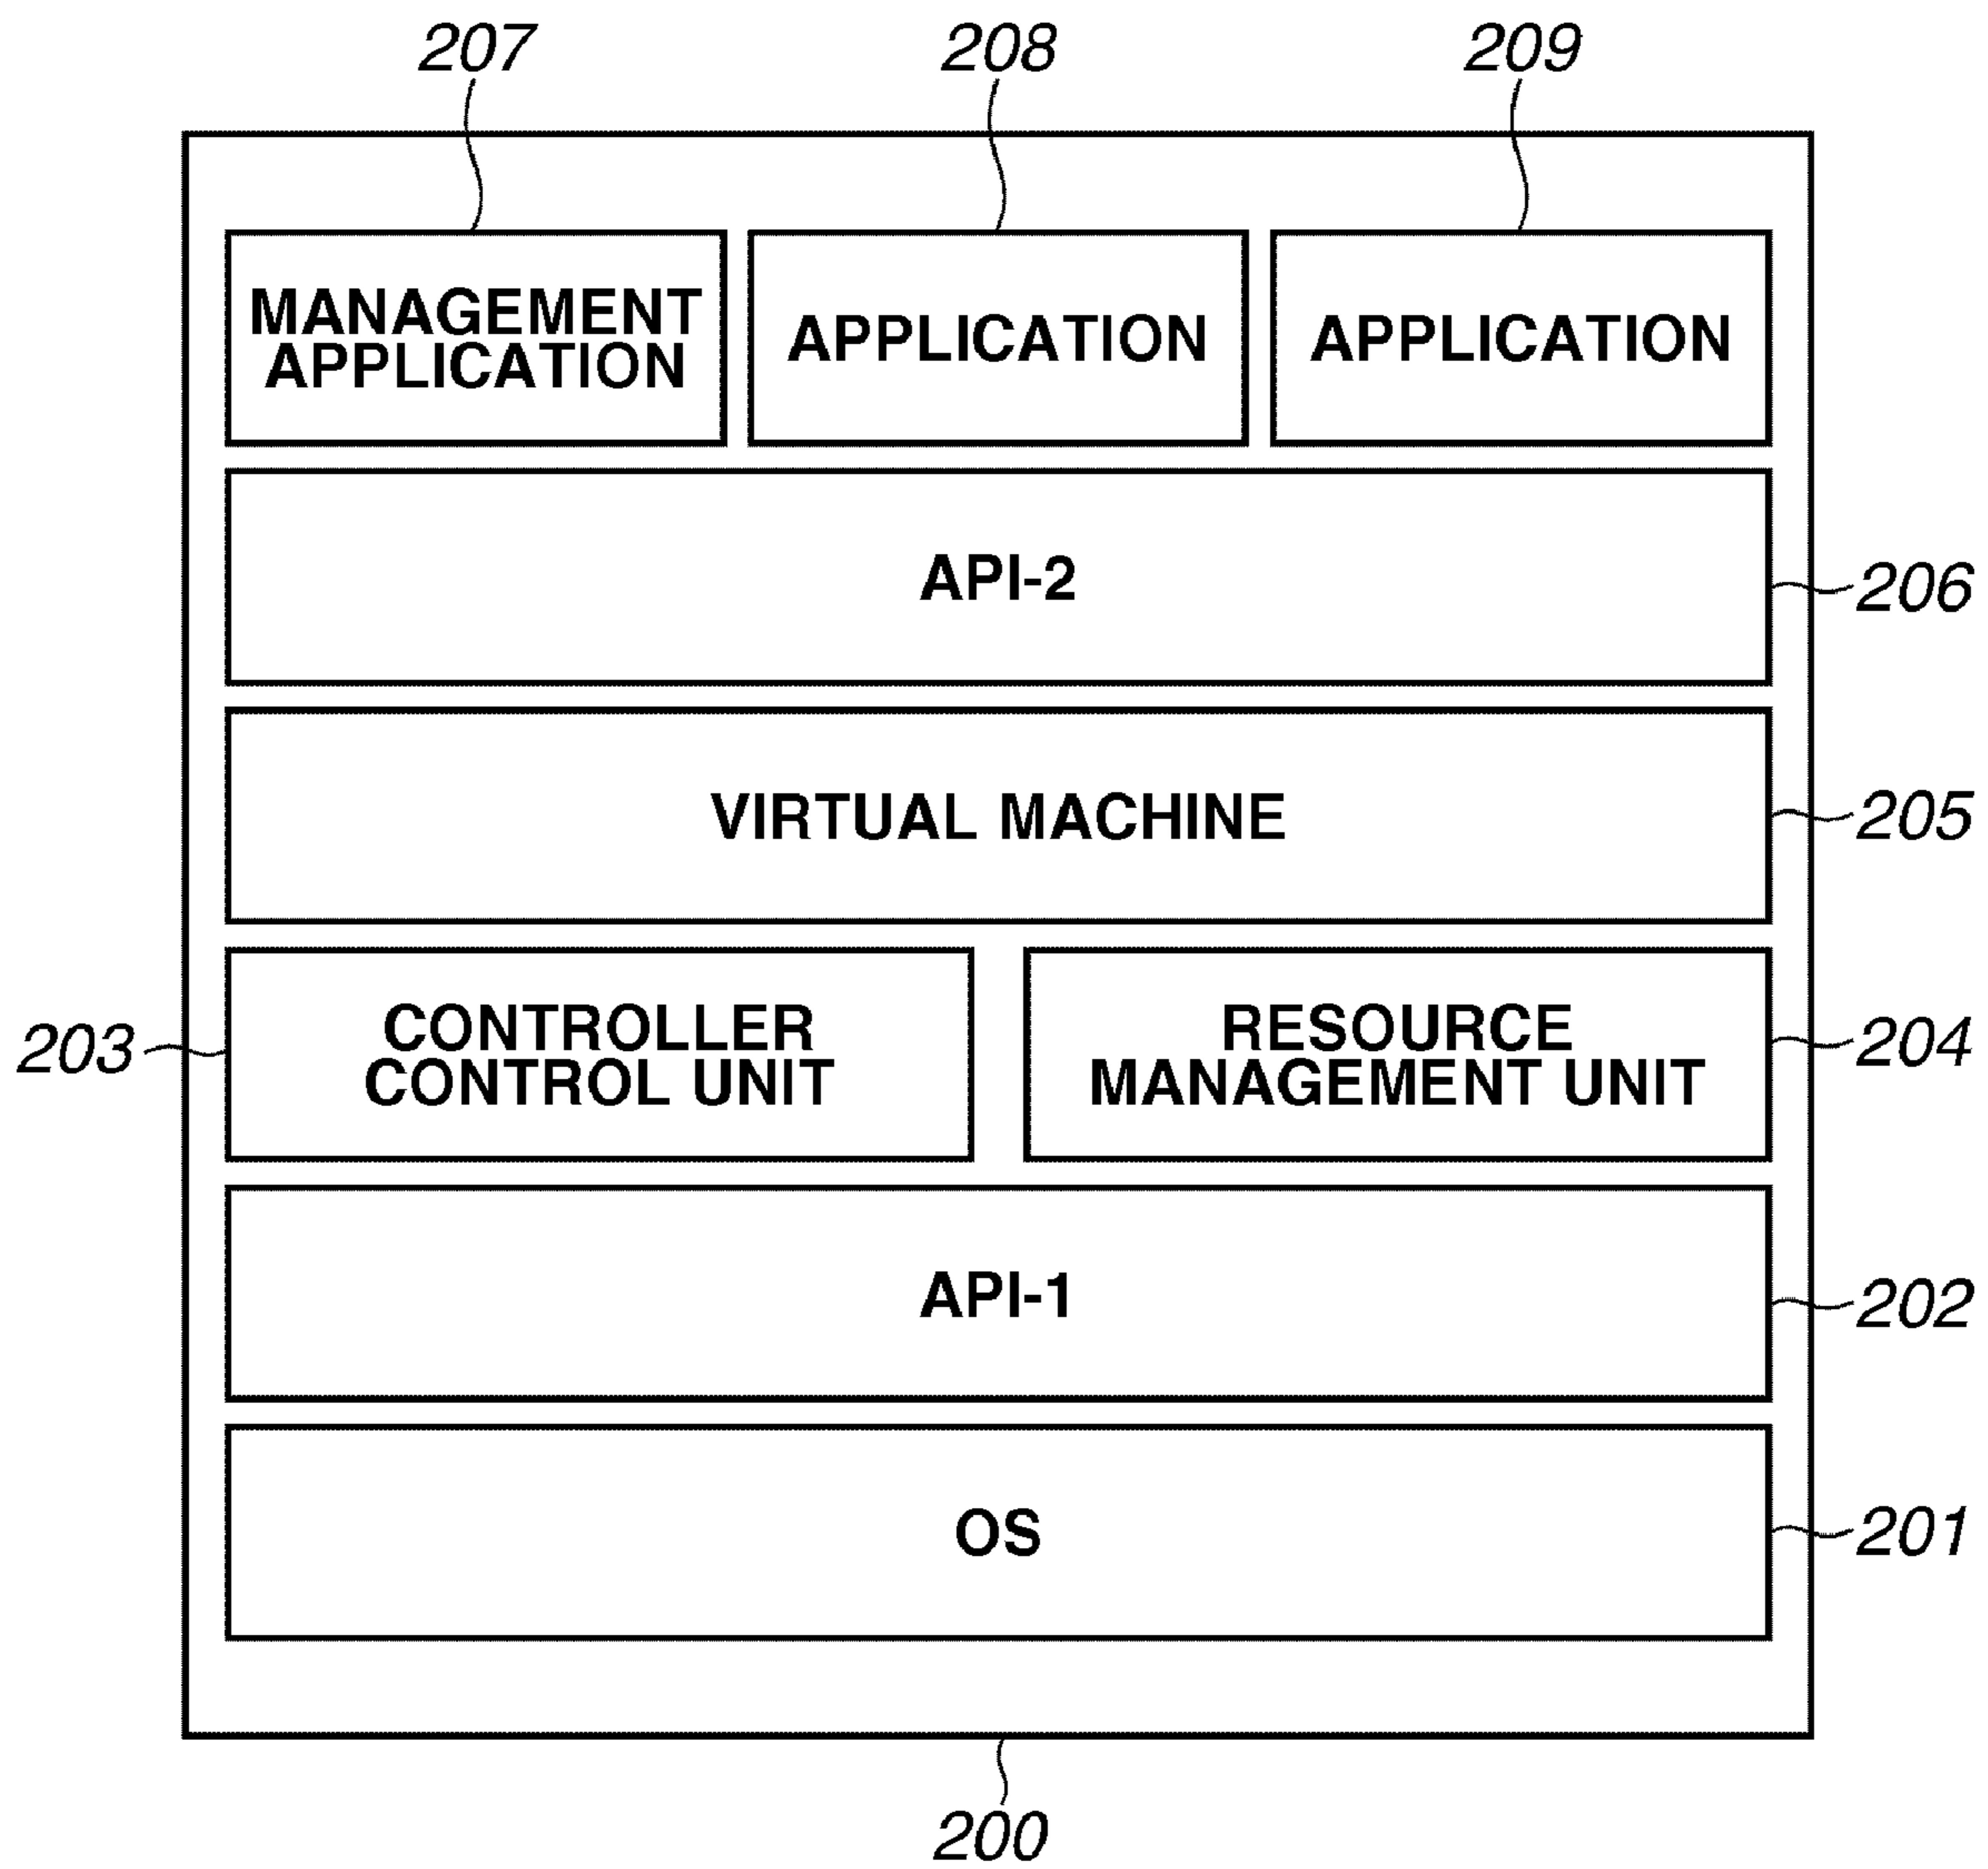 207 208 209
MANAGEMENT
APPLICATION
APPLICATION
APPLICATION
API-2
206
VIRTUAL MACHINE
205
203
CONTROLLER
CONTROL UNIT
RESOURCE
MANAGEMENT UNIT
204
API-1
202
OS
201
200